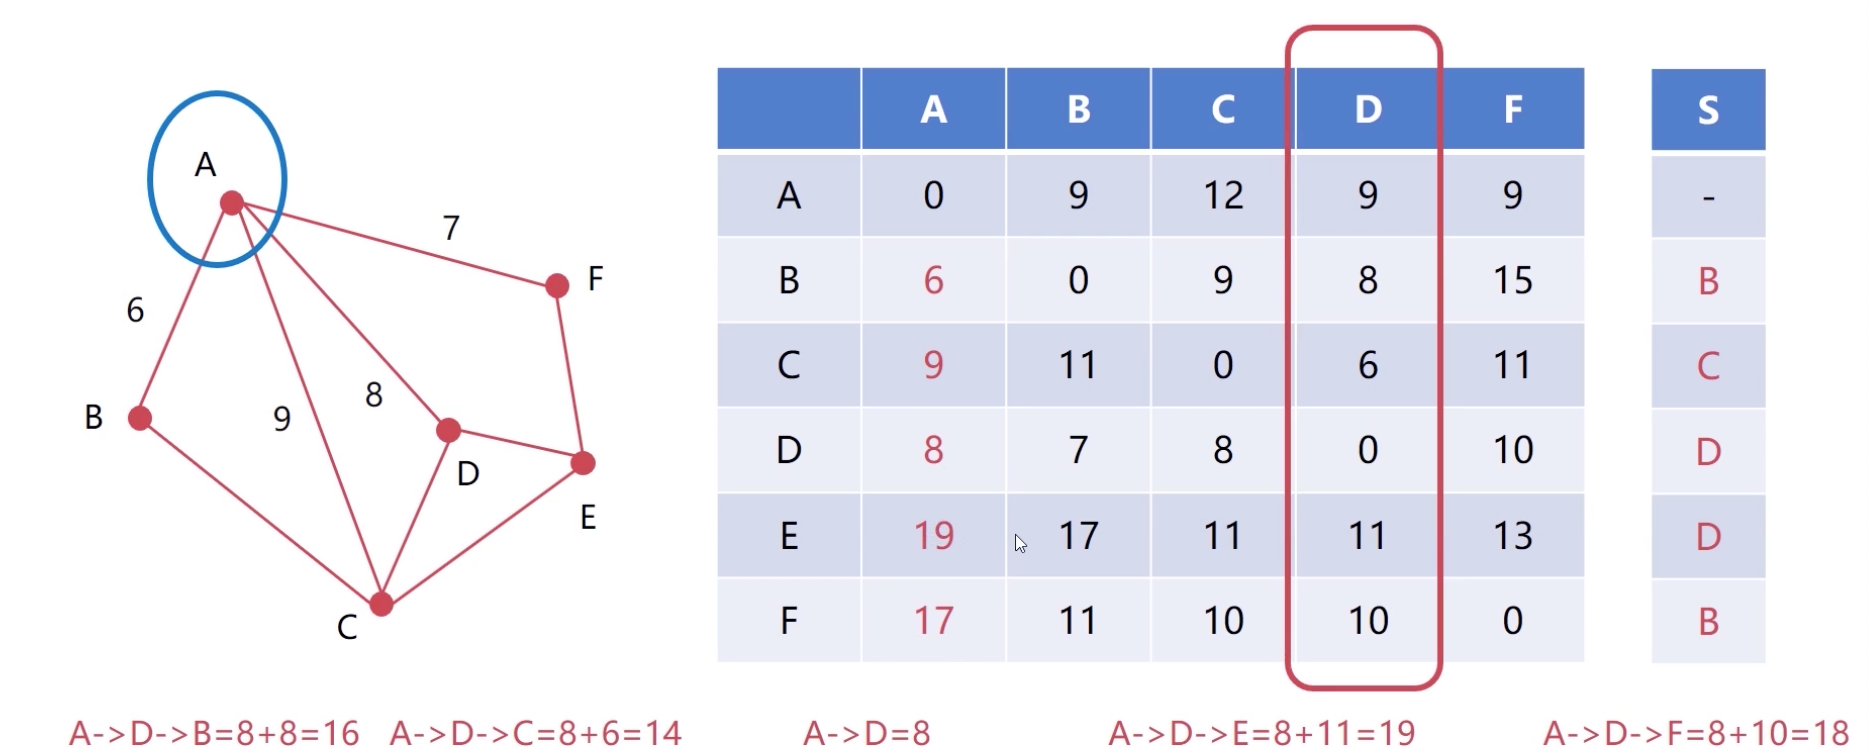 A
7
F
6
8
B
9
D
E
C
A B C D F
A 0 9 12 9 9
B 6 0 9 8 15
C 9 11 0 6 11
D 8 7 8 0 10
E 19 17 11 11 13
F 17 11 10 10 0
S
-
B
C
D
D
B
A->D->B=8+8=16 A->D->C=8+6=14 A->D=8 A->D->E=8+11=19 A->D->F=8+10=18